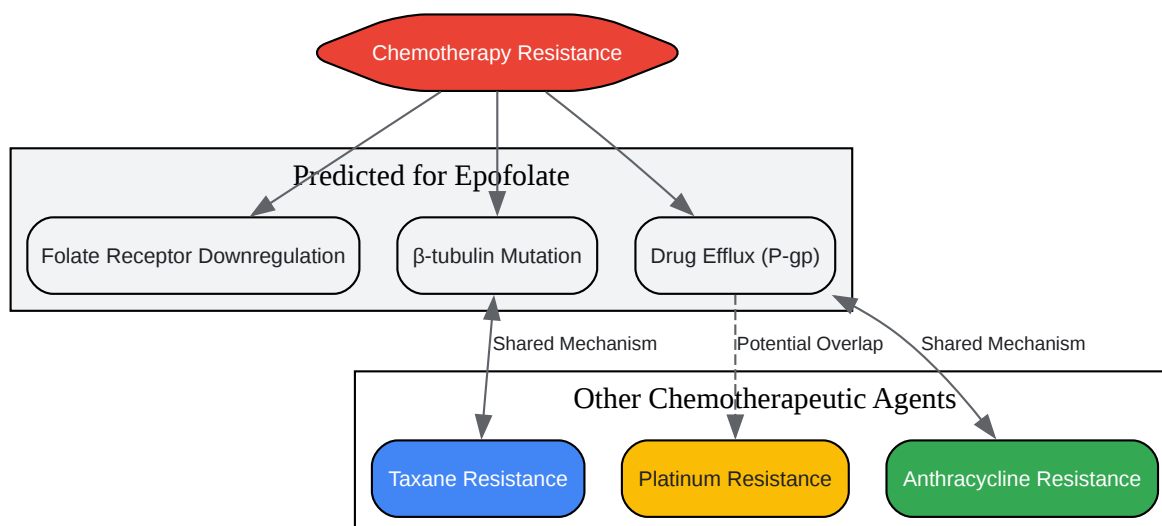 Chemotherapy Resistance
Predicted for Epofolate
Folate Receptor Downregulation
β-tubulin Mutation
Drug Efflux (P-gp)
Shared Mechanism
Potential Overlap
Shared Mechanism
Other Chemotherapeutic Agents
Taxane Resistance
Platinum Resistance
Anthracycline Resistance